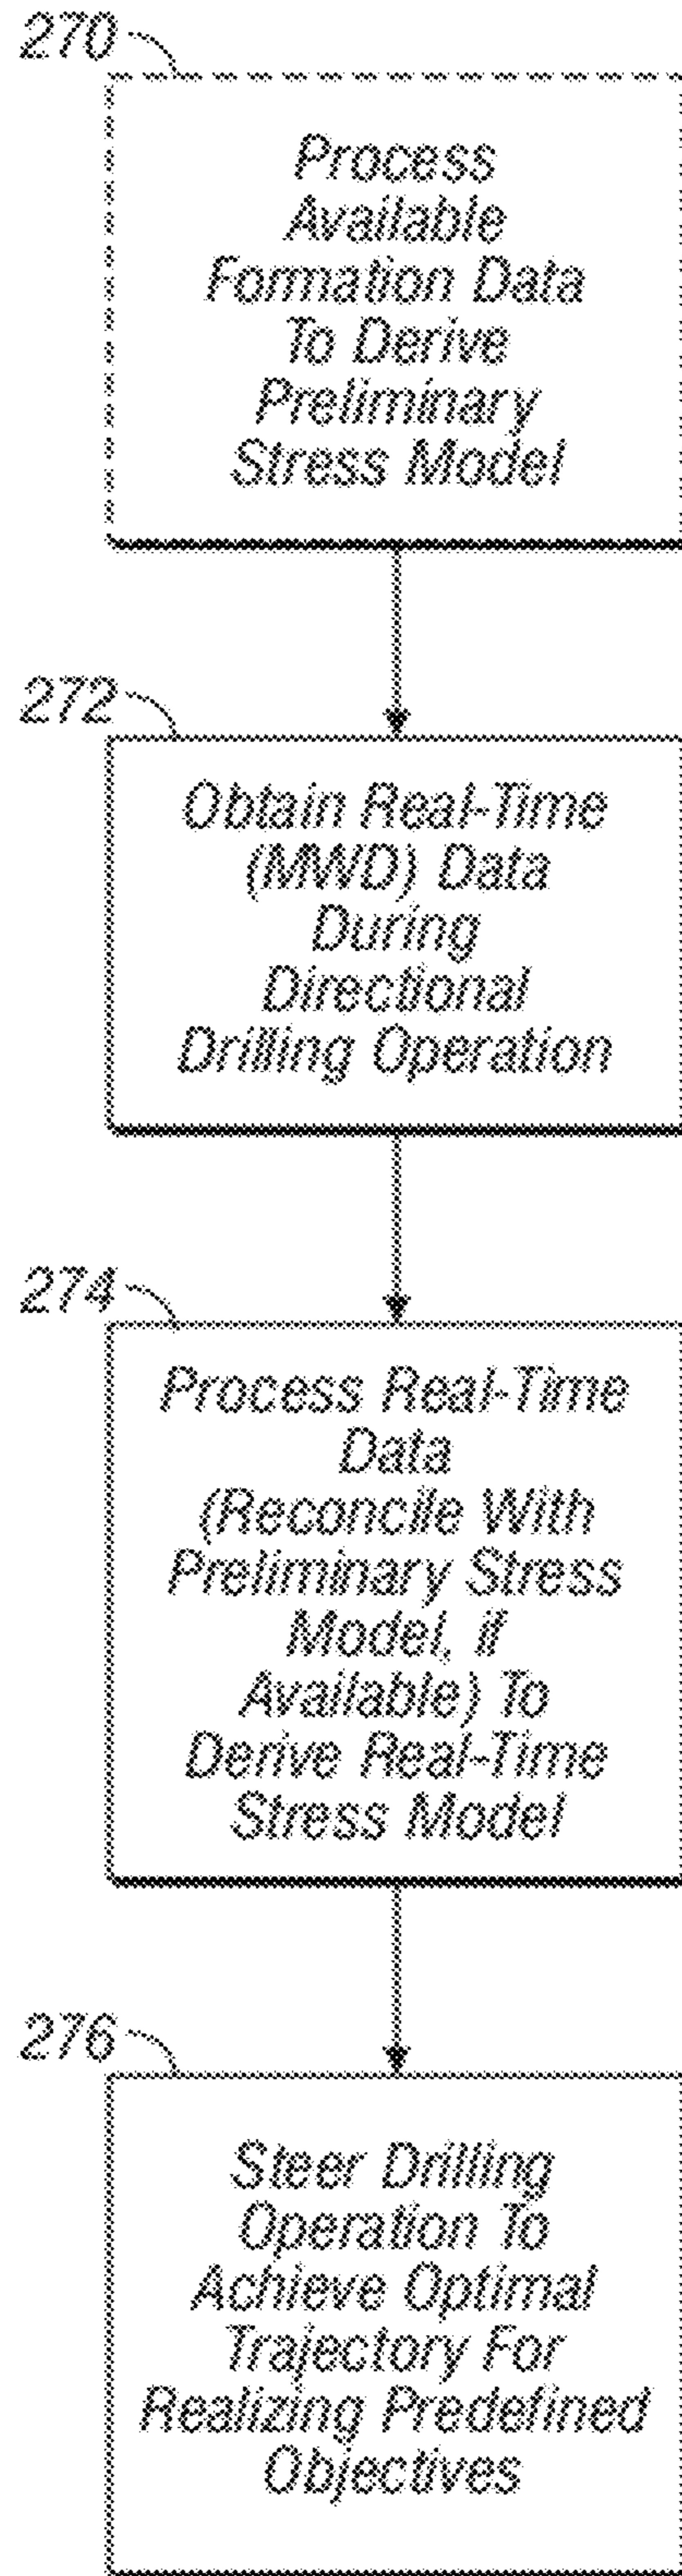 270
Process
Available
Formation Data
To Derive
Preliminary
Stress Model
272
Obtain Real-Time
(MWD) Data
During
Directional
Drilling Operation
274
Process Real-Time
Data
(Reconcile With
Preliminary Stress
Model, if
Available) To
Derive Real-Time
Stress Model
276
Steer Drilling
Operation To
Achieve Optimal
Trajectory For
Realizing Predefined
Objectives